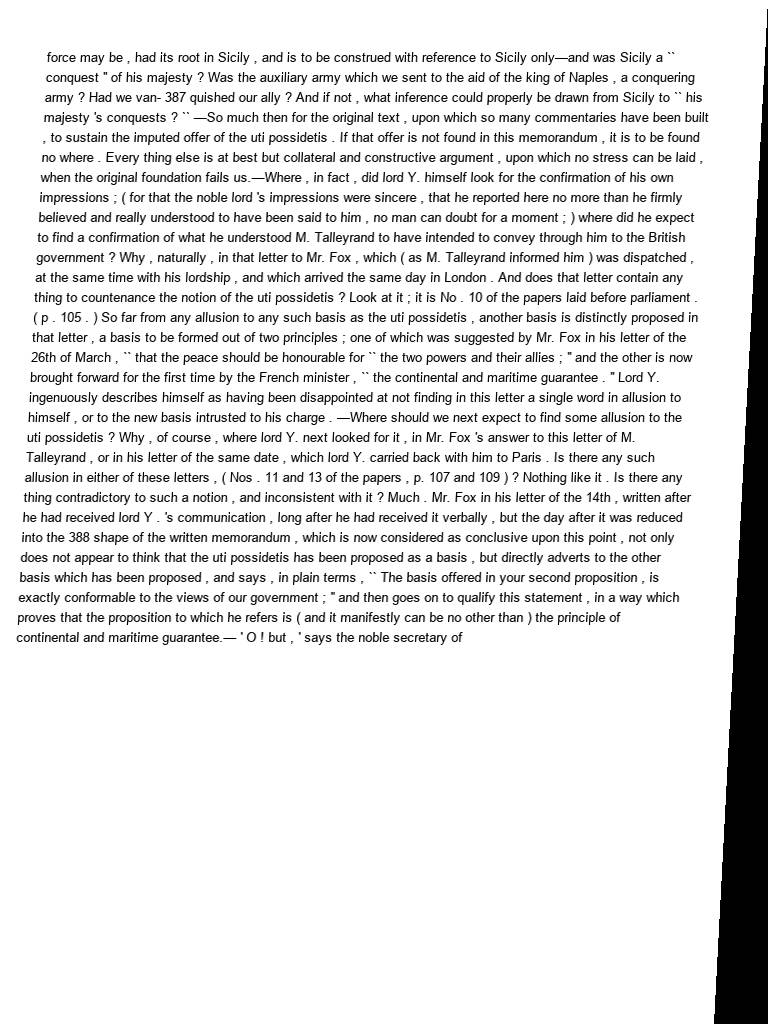 force may be , had its root in Sicily , and is to be construed with reference to Sicily only—and was Sicily a ``
conquest " of his majesty ? Was the auxiliary army which we sent to the aid of the king of Naples , a conquering
army ? Had we van- 387 quished our ally ? And if not , what inference could properly be drawn from Sicily to `` his
majesty 's conquests ? `` —So much then for the original text , upon which so many commentaries have been built
, to sustain the imputed offer of the uti possidetis . If that offer is not found in this memorandum , it is to be found
no where . Every thing else is at best but collateral and constructive argument , upon which no stress can be laid ,
when the original foundation fails us.—Where , in fact , did lord Y. himself look for the confirmation of his own
impressions ; ( for that the noble lord 's impressions were sincere , that he reported here no more than he firmly
believed and really understood to have been said to him , no man can doubt for a moment ; ) where did he expect
to find a confirmation of what he understood M. Talleyrand to have intended to convey through him to the British
government ? Why , naturally , in that letter to Mr. Fox , which ( as M. Talleyrand informed him ) was dispatched ,
at the same time with his lordship , and which arrived the same day in London . And does that letter contain any
thing to countenance the notion of the uti possidetis ? Look at it ; it is No . 10 of the papers laid before parliament .
( p . 105 . ) So far from any allusion to any such basis as the uti possidetis , another basis is distinctly proposed in
that letter , a basis to be formed out of two principles ; one of which was suggested by Mr. Fox in his letter of the
26th of March , `` that the peace should be honourable for `` the two powers and their allies ; " and the other is now
brought forward for the first time by the French minister , `` the continental and maritime guarantee . " Lord Y.
ingenuously describes himself as having been disappointed at not finding in this letter a single word in allusion to
himself , or to the new basis intrusted to his charge . —Where should we next expect to find some allusion to the
uti possidetis ? Why , of course , where lord Y. next looked for it , in Mr. Fox 's answer to this letter of M.
Talleyrand , or in his letter of the same date , which lord Y. carried back with him to Paris . Is there any such
allusion in either of these letters , ( Nos . 11 and 13 of the papers , p. 107 and 109 ) ? Nothing like it . Is there any
thing contradictory to such a notion , and inconsistent with it ? Much . Mr. Fox in his letter of the 14th , written after
he had received lord Y . 's communication , long after he had received it verbally , but the day after it was reduced
into the 388 shape of the written memorandum , which is now considered as conclusive upon this point , not only
does not appear to think that the uti possidetis has been proposed as a basis , but directly adverts to the other
basis which has been proposed , and says , in plain terms , `` The basis offered in your second proposition , is
exactly conformable to the views of our government ; " and then goes on to qualify this statement , in a way which
proves that the proposition to which he refers is ( and it manifestly can be no other than ) the principle of
continental and maritime guarantee.— ' O ! but , ' says the noble secretary of